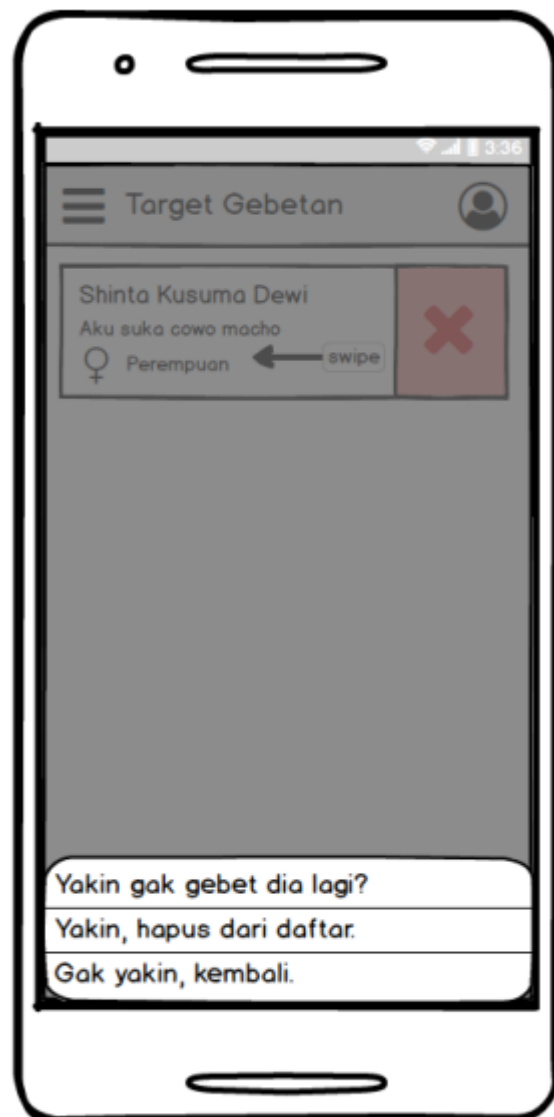 3:36
Target Gebetan
Shinta Kusuma Dewi
Aku suka cowo macho
Perempuan
swipe
Yakin gak gebet dia lagi?
Yakin, hapus dari daftar.
Gak yakin, kembali.